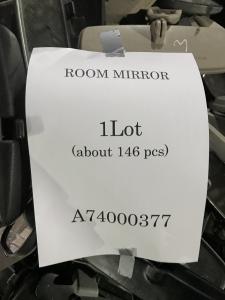 ROOM MIRROR
1Lot
(about 146 pcs)
A74000377